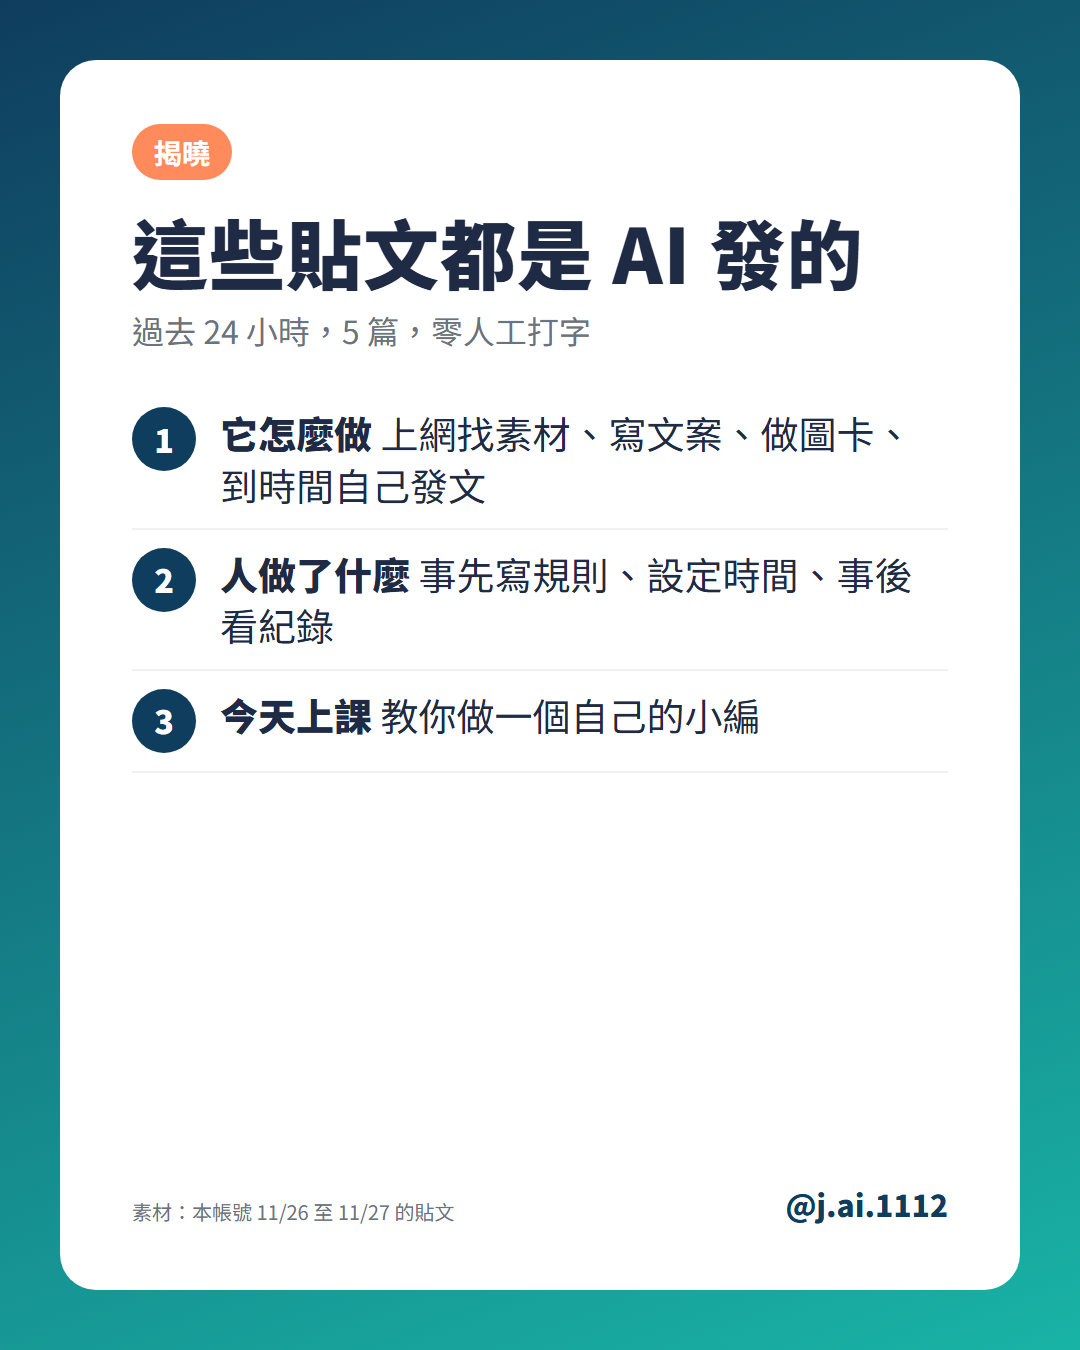 揭曉
這些貼文都是 AI 發的
過去 24 小時，5 篇，零人工打字
1
它怎麼做 上網找素材、寫文案、做圖卡、
到時間自己發文
2
人做了什麼 事先寫規則、設定時間、事後
看紀錄
3
今天上課 教你做一個自己的小編
素材：本帳號 11/26 至 11/27 的貼文
@j.ai.1112